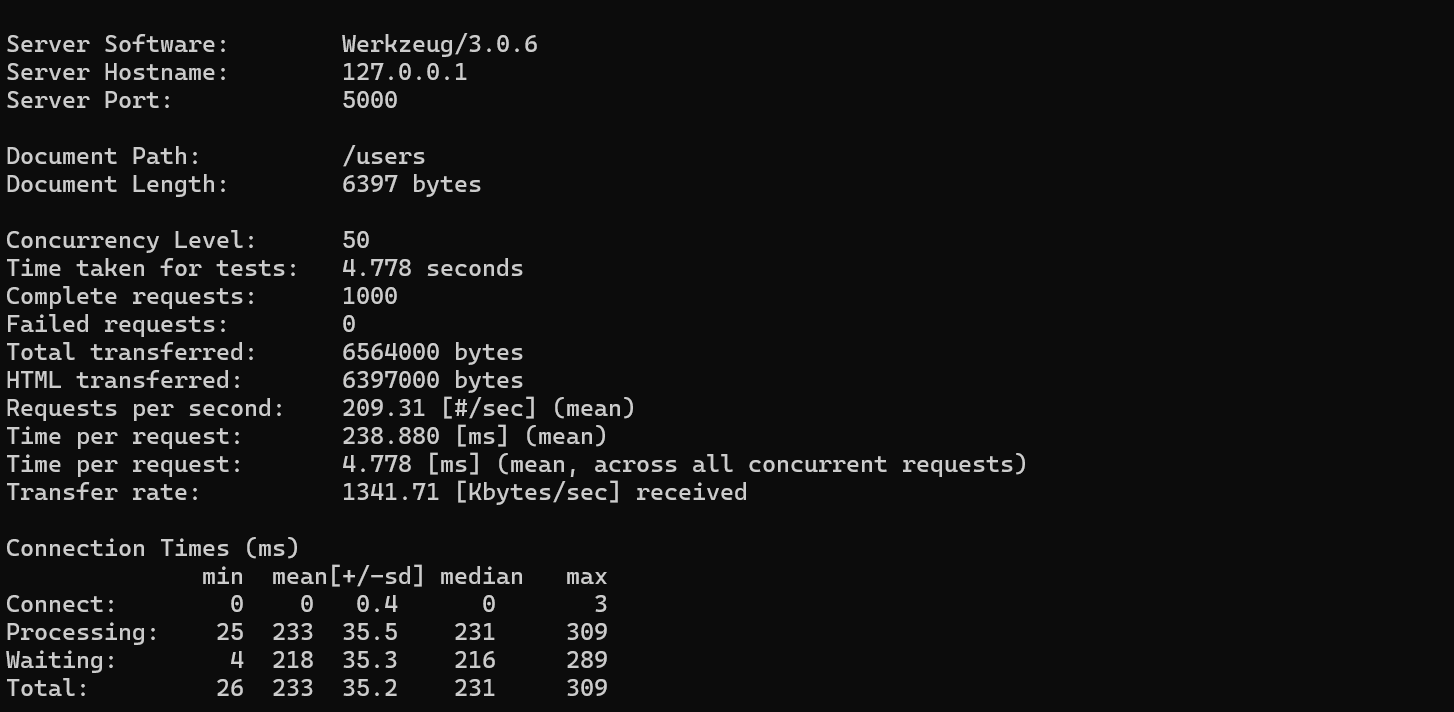 Server Software:        Werkzeug/3.0.6
Server Hostname:        127.0.0.1
Server Port:            5000

Document Path:          /users
Document Length:        6397 bytes

Concurrency Level:      50
Time taken for tests:   4.778 seconds
Complete requests:      1000
Failed requests:        0
Total transferred:      6564000 bytes
HTML transferred:       6397000 bytes
Requests per second:    209.31 [#/sec] (mean)
Time per request:       238.880 [ms] (mean)
Time per request:       4.778 [ms] (mean, across all concurrent requests)
Transfer rate:          1341.71 [Kbytes/sec] received

Connection Times (ms)
              min  mean[+/-sd] median   max
Connect:        0    0   0.4      0       3
Processing:    25  233  35.5    231     309
Waiting:        4  218  35.3    216     289
Total:         26  233  35.2    231     309